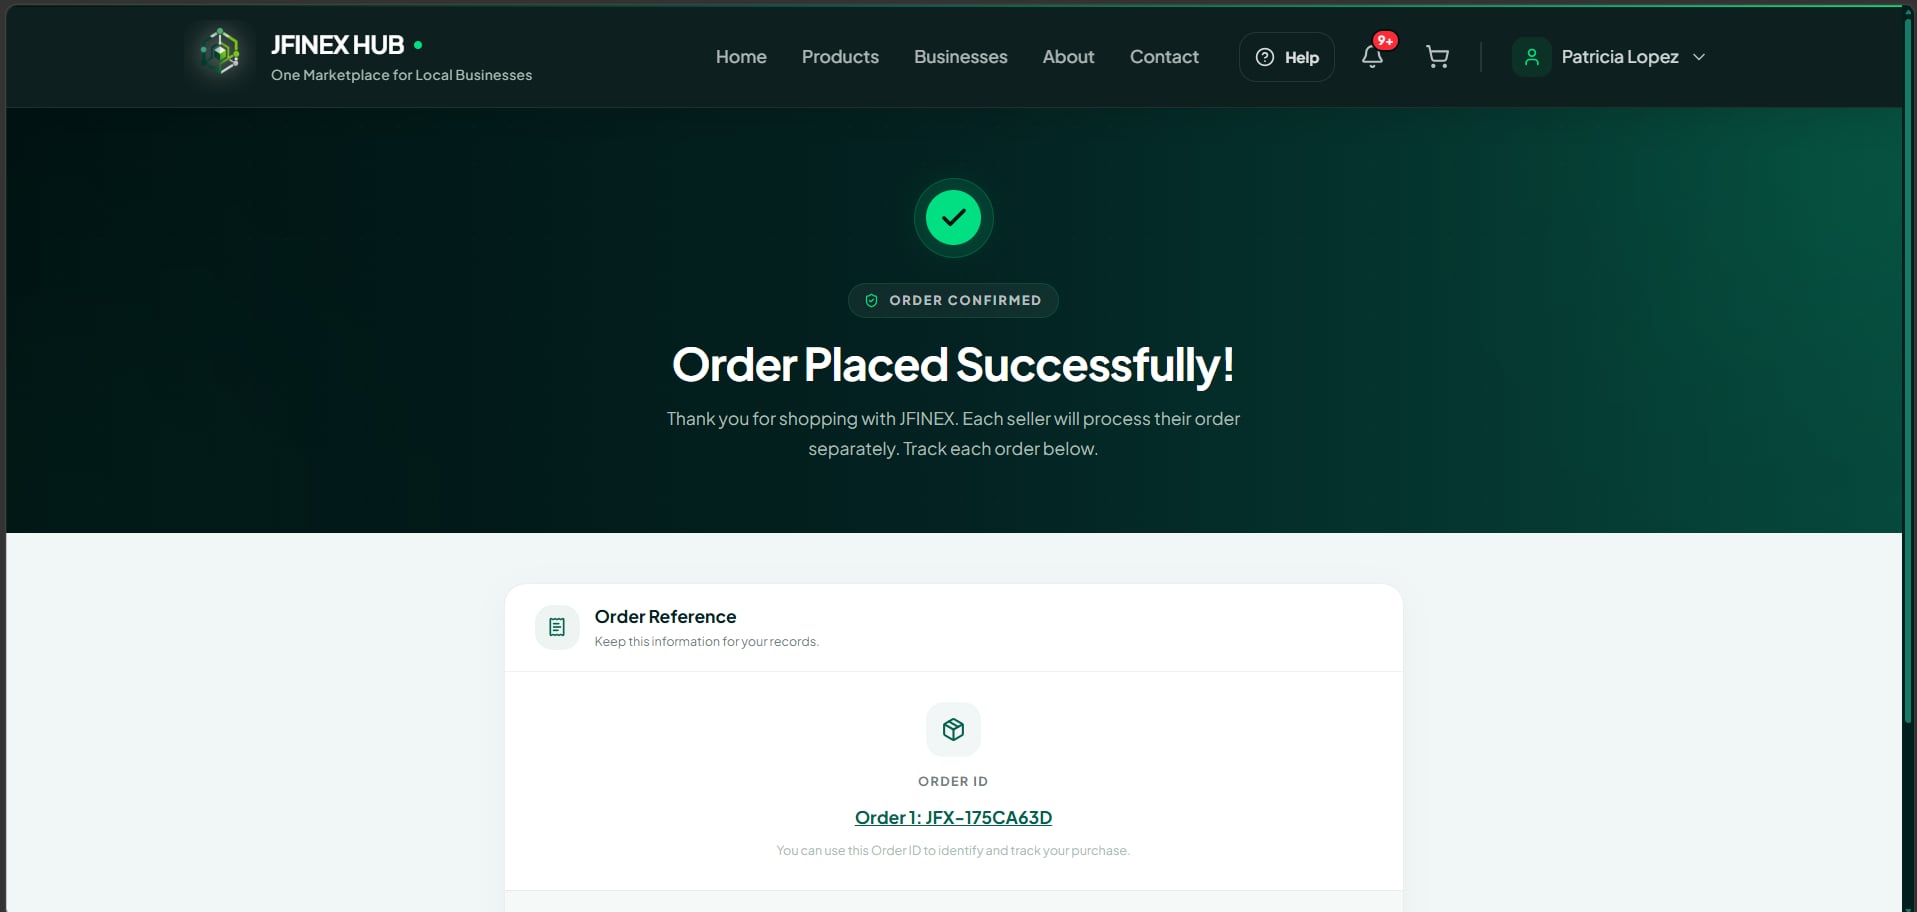 JFINEX HUB
One Marketplace for Local Businesses
Home
Products
Businesses
About
Contact
Help
9+
Patricia Lopez
ORDER CONFIRMED
Order Placed Successfully!
Thank you for shopping with JFINEX. Each seller will process their order
separately. Track each order below.
Order Reference
Keep this information for your records.
ORDER ID
Order 1: JFX-175CA63D
You can use this Order ID to identify and track your purchase.